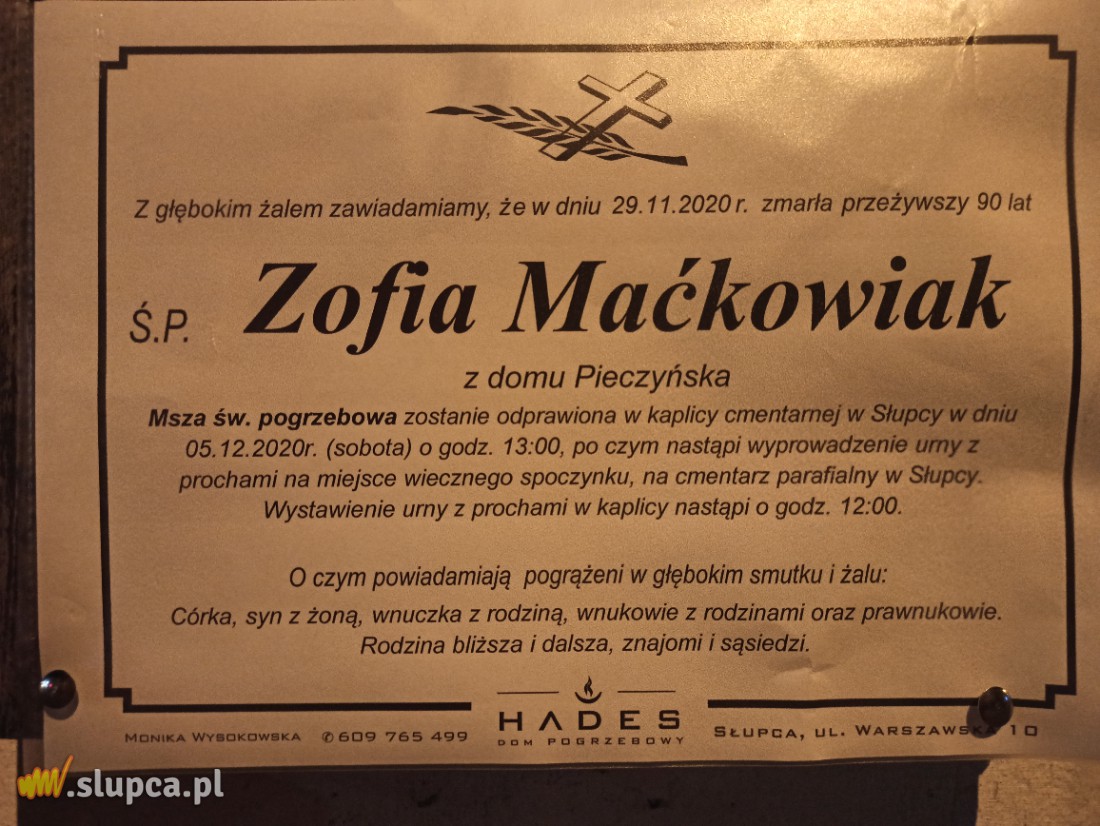 Z głębokim żalem zawiadamiamy, że w dniu 29.11.2020 r. zmarła przeżywszy 90 lat
Ś.P. Zofia Maćkowiak
z domu Pieczyńska
Msza św. pogrzebowa zostanie odprawiona w kaplicy cmentarnej w Słupcy w dniu
05.12.2020r. (sobota) o godz. 13:00, po czym nastąpi wyprowadzenie urny z
prochami na miejsce wiecznego spoczynku, na cmentarz parafialny w Słupcy.
Wystawienie urny z prochami w kaplicy nastąpi o godz. 12:00.
O czym powiadamiają pogrążeni w głębokim smutku i żalu:
Córka, syn z żoną, wnuczka z rodziną, wnukowie z rodzinami oraz prawnukowie.
Rodzina bliższa i dalsza, znajomi i sąsiedzi.
HADES
DOM POGRZEBOWY
MONIKA WYSOKOWSKA ✆609 765 499
SŁUPCA, UL. WARSZAWSKA 10
www.slupca.pl